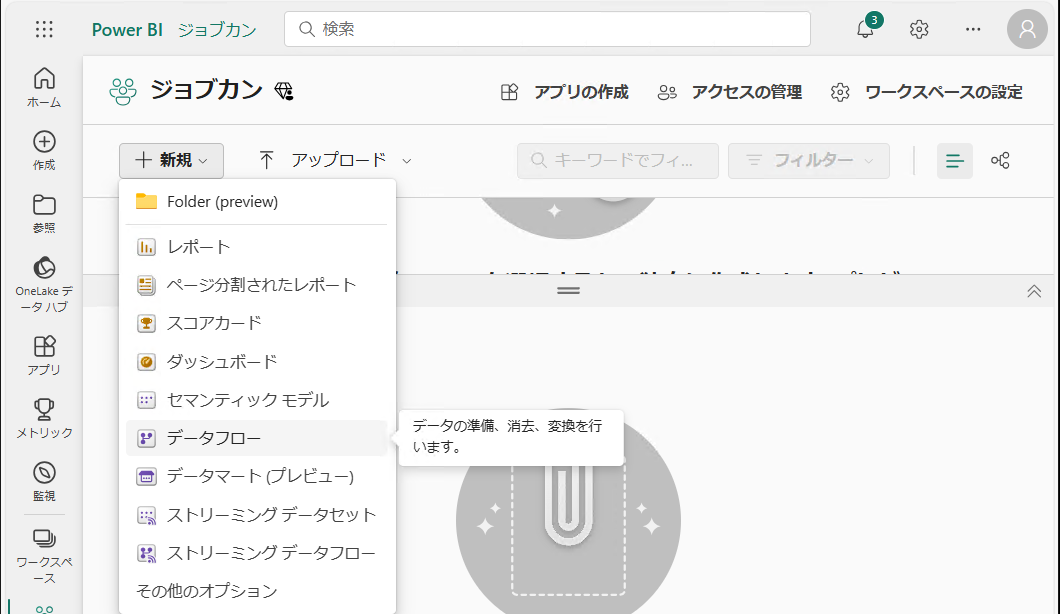 Power BI ジョブカン
検索
3
ホーム
作成
参照
OneLake デ
ータ ハブ
アプリ
メトリック
監視
ワークスペ
ース
ジョブカン
アプリの作成
アクセスの管理
ワークスペースの設定
新規
アップロード
キーワードでフィ...
フィルター
Folder (preview)
レポート
ページ分割されたレポート
スコアカード
ダッシュボード
セマンティック モデル
データフロー
データマート (プレビュー)
ストリーミング データセット
ストリーミング データフロー
その他のオプション
データの準備、消去、変換を行
います。